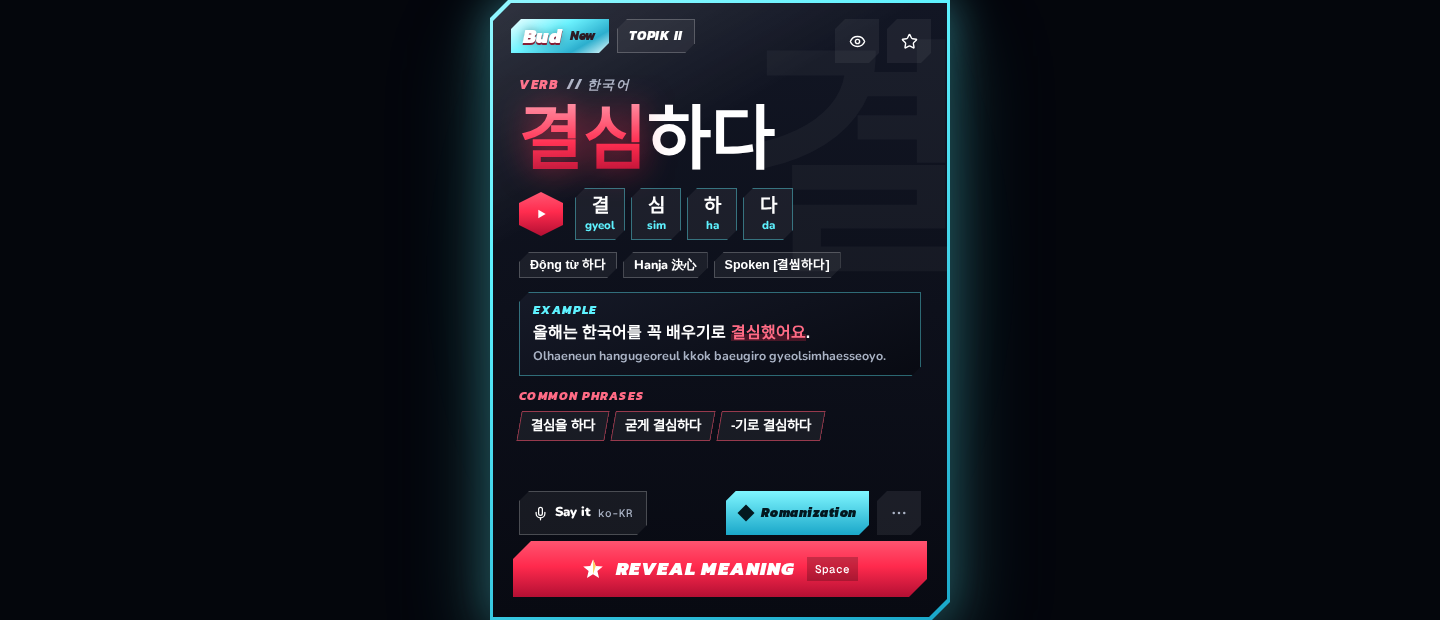 Bud New TOPIK II
VERB // 한국어
결심하다
결 심 하 다
gyeol sim ha da
Động từ 하다 Hanja 決心 Spoken [결씸하다]
EXAMPLE
올해는 한국어를 꼭 배우기로 결심했어요.
Olhaeneun hangugeoreul kkok baeugiro gyeolsimhaesseoyo.
COMMON PHRASES
결심을 하다 굳게 결심하다 -기로 결심하다
Say it ko-KR Romanization
REVEAL MEANING Space